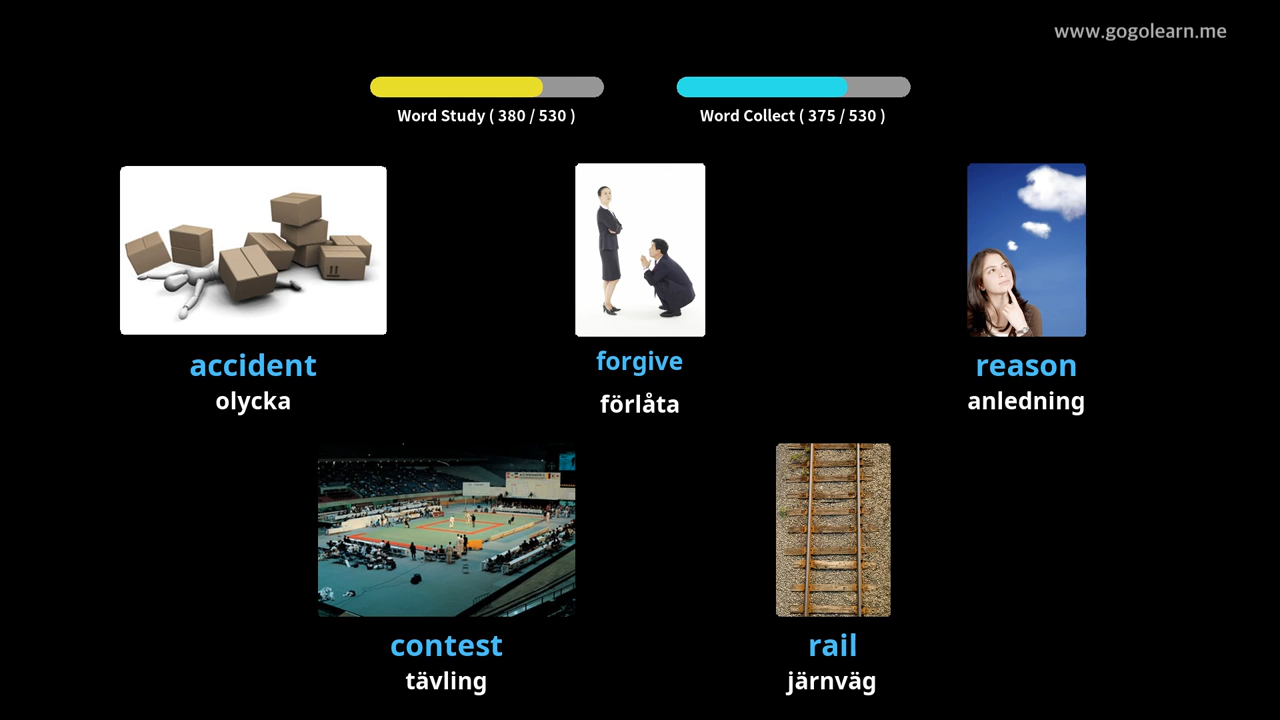 www.gogolearn.me
Word Study ( 380 / 530 )
Word Collect ( 375 / 530 )
accident
olycka
forgive
förlåta
reason
anledning
contest
tävling
rail
järnväg